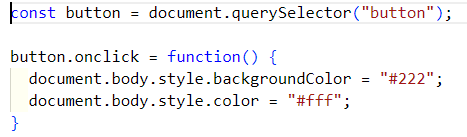 const button = document.querySelector("button");

button.onclick = function() {
  document.body.style.backgroundColor = "#222";
  document.body.style.color = "#fff";
}